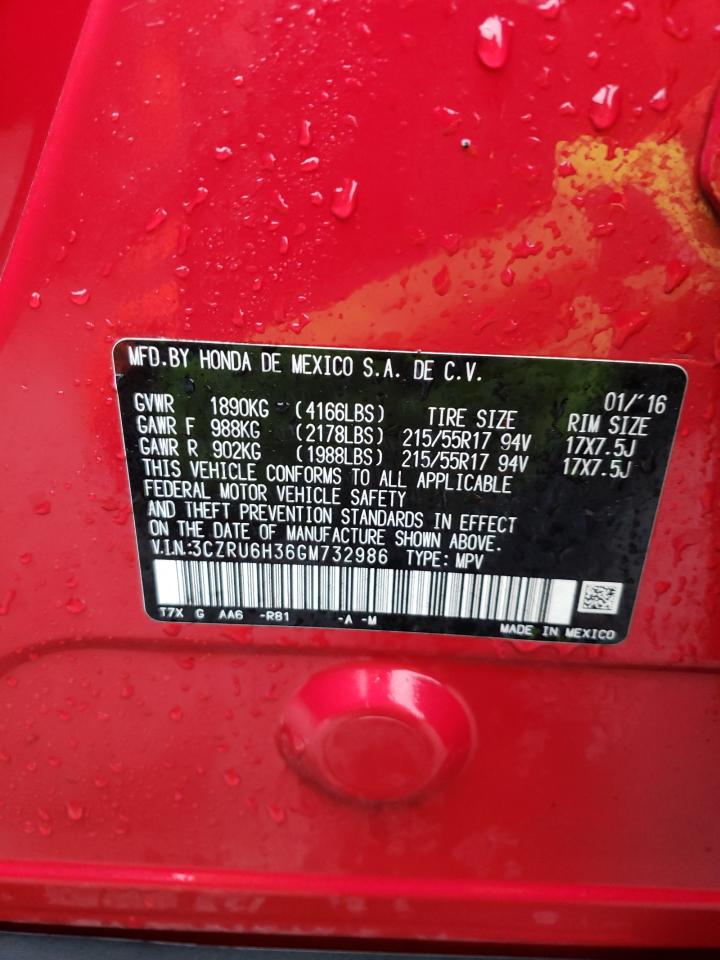 MFD.BY HONDA DE MEXICO S.A. DE C.V.
01/'16
GVWR 1890KG (4166LBS) TIRE SIZE RIM SIZE
GAWR F 988KG (2178LBS) 215/55R17 94V 17X7.5J
GAWR R 902KG (1988LBS) 215/55R17 94V 17X7.5J
THIS VEHICLE CONFORMS TO ALL APPLICABLE
FEDERAL MOTOR VEHICLE SAFETY
AND THEFT PREVENTION STANDARDS IN EFFECT
ON THE DATE OF MANUFACTURE SHOWN ABOVE.
V.I.N:3CZRU6H36GM732986 TYPE: MPV
T7X G AA6 -R81 -A -M
MADE IN MEXICO